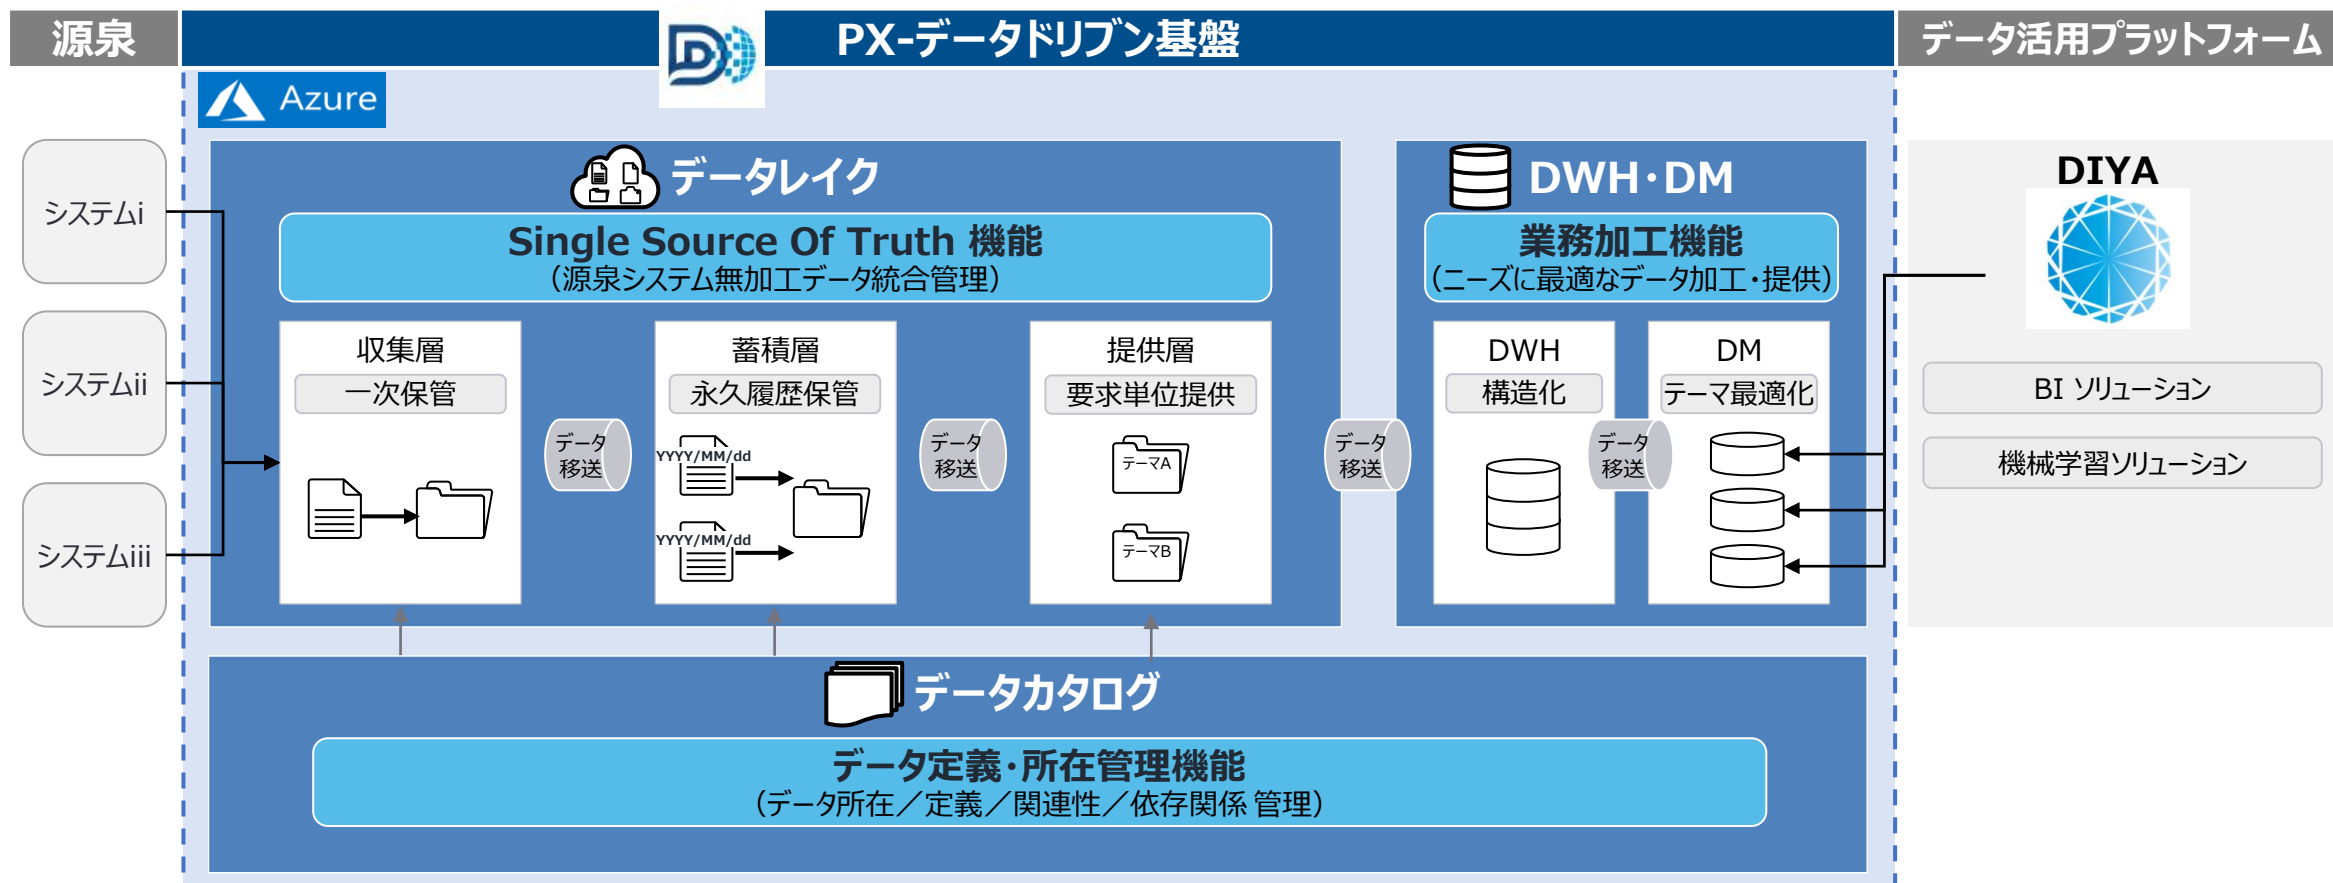 源泉
PX-データドリブン基盤
データ活用プラットフォーム
Azure
システムi
システムii
システムiii
データレイク
Single Source Of Truth 機能
（源泉システム無加工データ統合管理）
収集層
一次保管
データ
移送
蓄積層
永久履歴保管
YYYY/MM/dd
YYYY/MM/dd
データ
移送
提供層
要求単位提供
テーマA
テーマB
データ
移送
DWH・DM
業務加工機能
（ニーズに最適なデータ加工・提供）
DWH
構造化
データ
移送
DM
テーマ最適化
DIYA
BI ソリューション
機械学習ソリューション
データカタログ
データ定義・所在管理機能
（データ所在／定義／関連性／依存関係 管理）